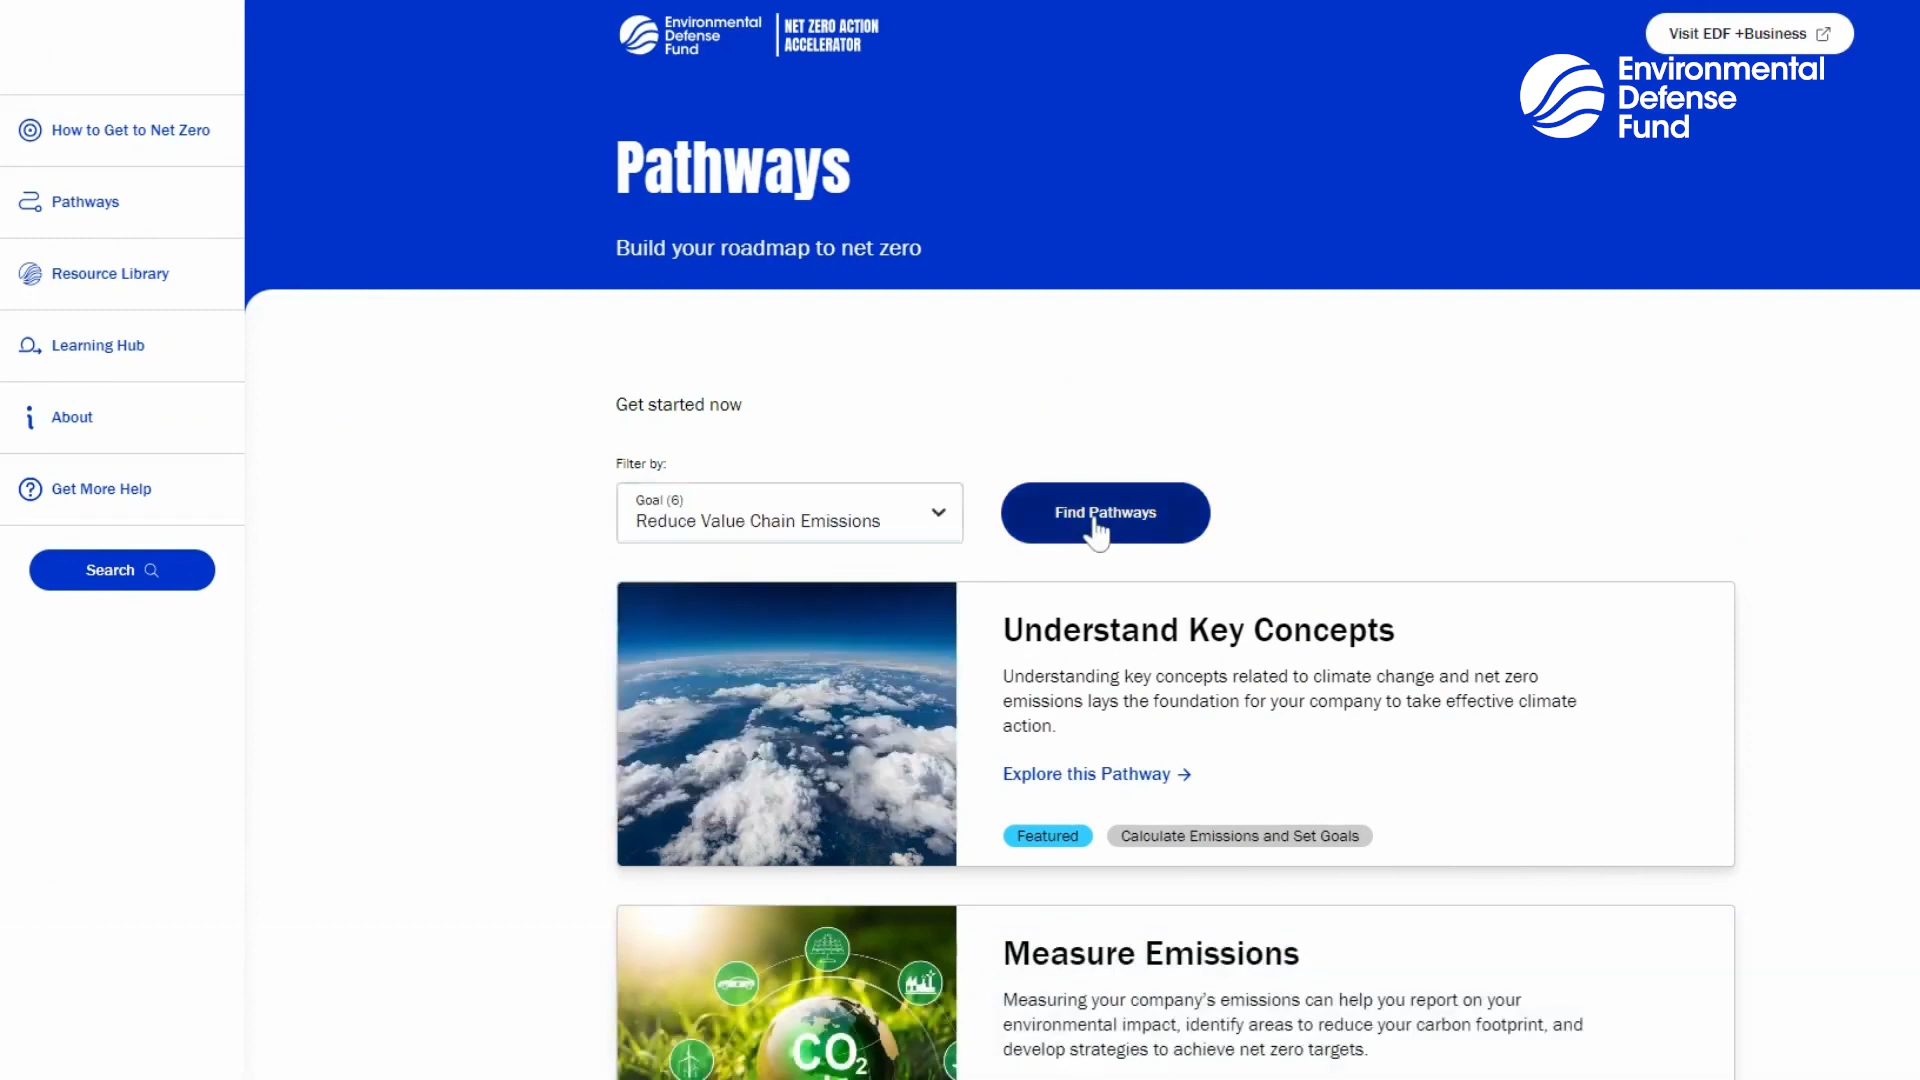 Environmental
Defense
Fund
NET ZERO ACTION
ACCELERATOR
Visit EDF +Business
Environmental
Defense
Fund
How to Get to Net Zero
Pathways
Resource Library
Learning Hub
About
Get More Help
Search
Pathways
Build your roadmap to net zero
Get started now
Filter by:
Goal (6)
Reduce Value Chain Emissions
Find Pathways
Understand Key Concepts
Understanding key concepts related to climate change and net zero
emissions lays the foundation for your company to take effective climate
action.
Explore this Pathway →
Featured
Calculate Emissions and Set Goals
CO₂
Measure Emissions
Measuring your company's emissions can help you report on your
environmental impact, identify areas to reduce your carbon footprint, and
develop strategies to achieve net zero targets.